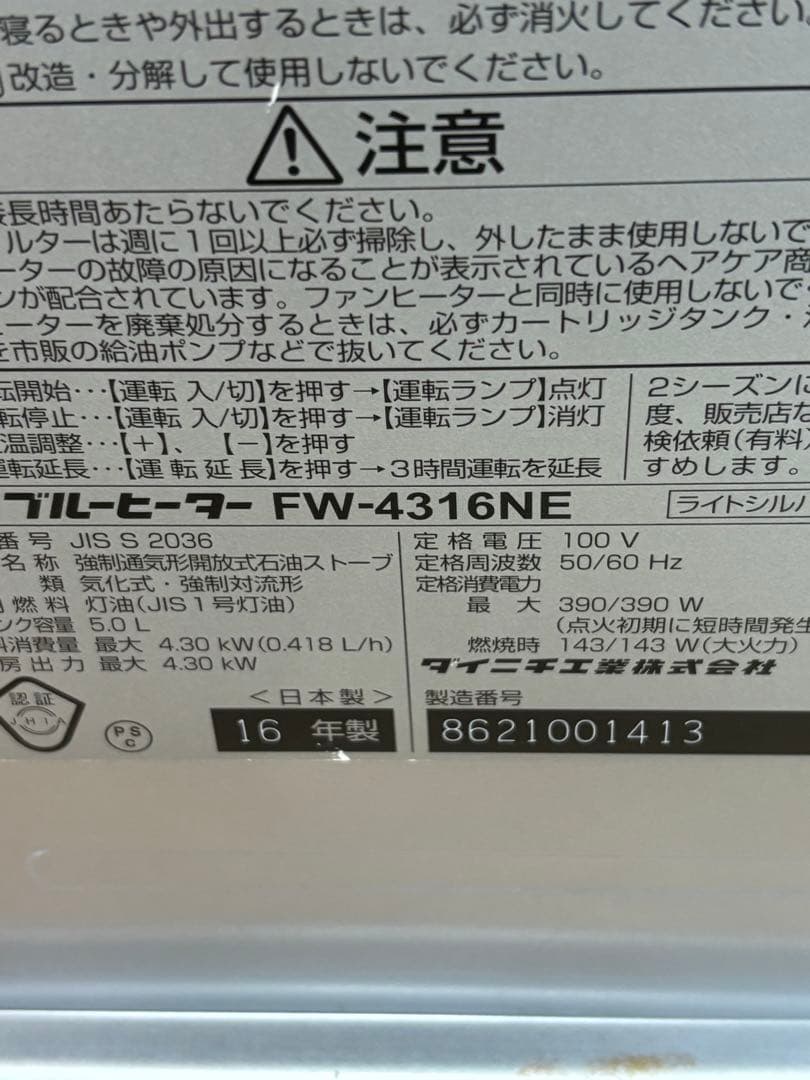 寝るときや外出するときは、必ず消火してください。
改造・分解して使用しないでください。
注意
長時間あたらないでください。
ルターは週に1回以上必ず掃除し、外したまま使用しないで
ーターの故障の原因になることが表示されているヘアケア商
ンが配合されています。ファンヒーターと同時に使用しないで
ヒーターを廃棄処分するときは、必ずカートリッジタンク・
を市販の給油ポンプなどで抜いてください。
転開始･･･【運転 入/切】を押す→【運転ランプ】点灯
転停止･･･【運転 入/切】を押す→【運転ランプ】消灯
温調整･･･【＋】、【－】を押す
運転延長･･･【運転延長】を押す→3時間運転を延長
2シーズンに
度、販売店な
検依頼(有料)
すめします。
ブルーヒーター FW-4316NE
ライトシル
番号 JIS S 2036
名称 強制通気形開放式石油ストーブ
類 気化式・強制対流形
燃料 灯油(JIS1号灯油)
ンク容量 5.0 L
消費量 最大 4.30 kW(0.418 L/h)
房出力 最大 4.30 kW
定格電圧 100 V
定格周波数 50/60 Hz
定格消費電力
最大 390/390 W
(点火初期に短時間発生
燃焼時 143/143 W(大火力)
ダイニチ工業株式会社
認証
JHIA
PS
C
＜日本製＞
16 年製
製造番号
8621001413